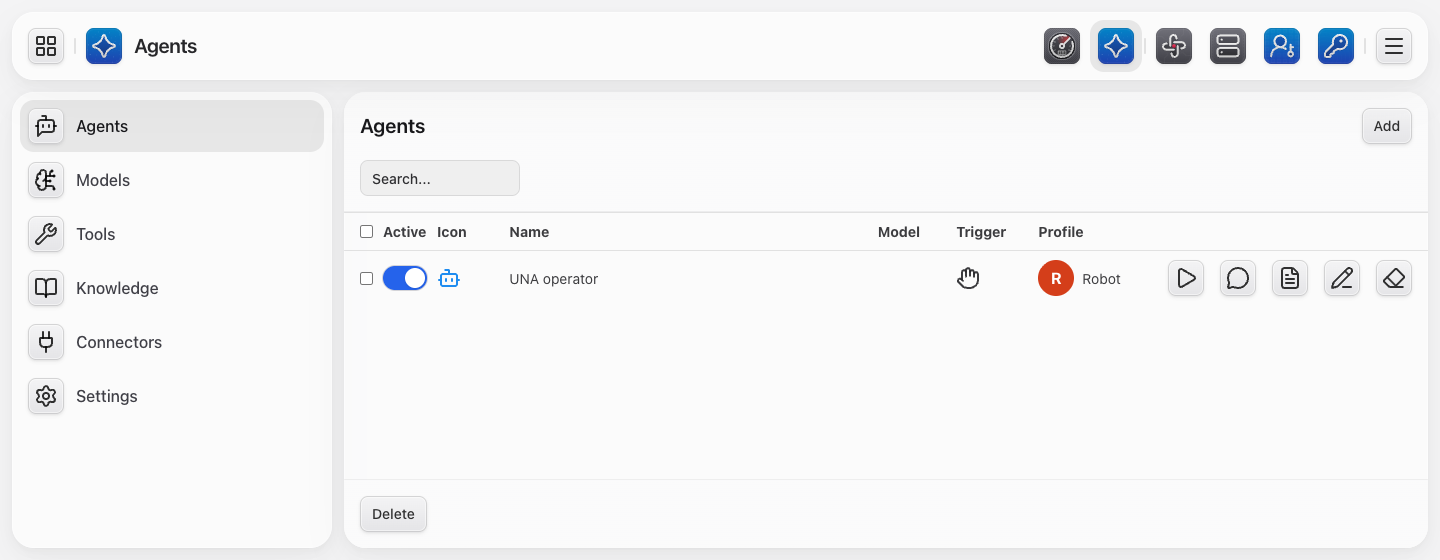 Agents
Agents
Models
Tools
Knowledge
Connectors
Settings
Agents
Add
Search...
Active Icon Name Model Trigger Profile
UNA operator R Robot
Delete